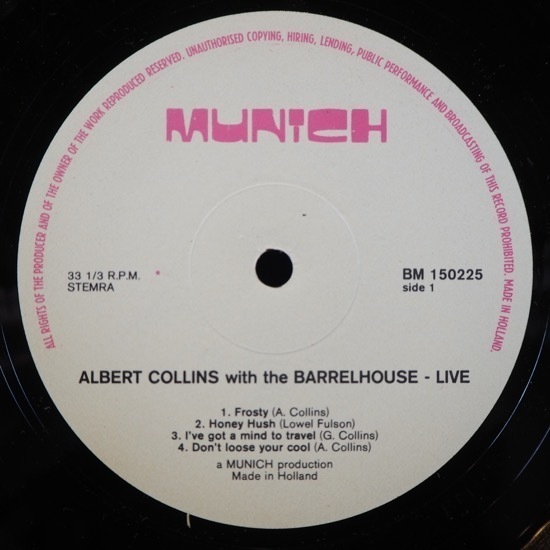 ALL RIGHTS OF THE PRODUCER AND OF THE OWNER OF THE WORK REPRODUCED RESERVED. UNAUTHORISED COPYING, HIRING, LENDING, PUBLIC PERFORMANCE AND BROADCASTING OF THIS RECORD PROHIBITED. MADE IN HOLLAND.
MUNICH
33 1/3 R.P.M.
STEMRA
BM 150225
side 1
ALBERT COLLINS with the BARRELHOUSE - LIVE
1. Frosty (A. Collins)
2. Honey Hush (Lowel Fulson)
3. I've got a mind to travel (G. Collins)
4. Don't loose your cool (A. Collins)
a MUNICH production
Made in Holland